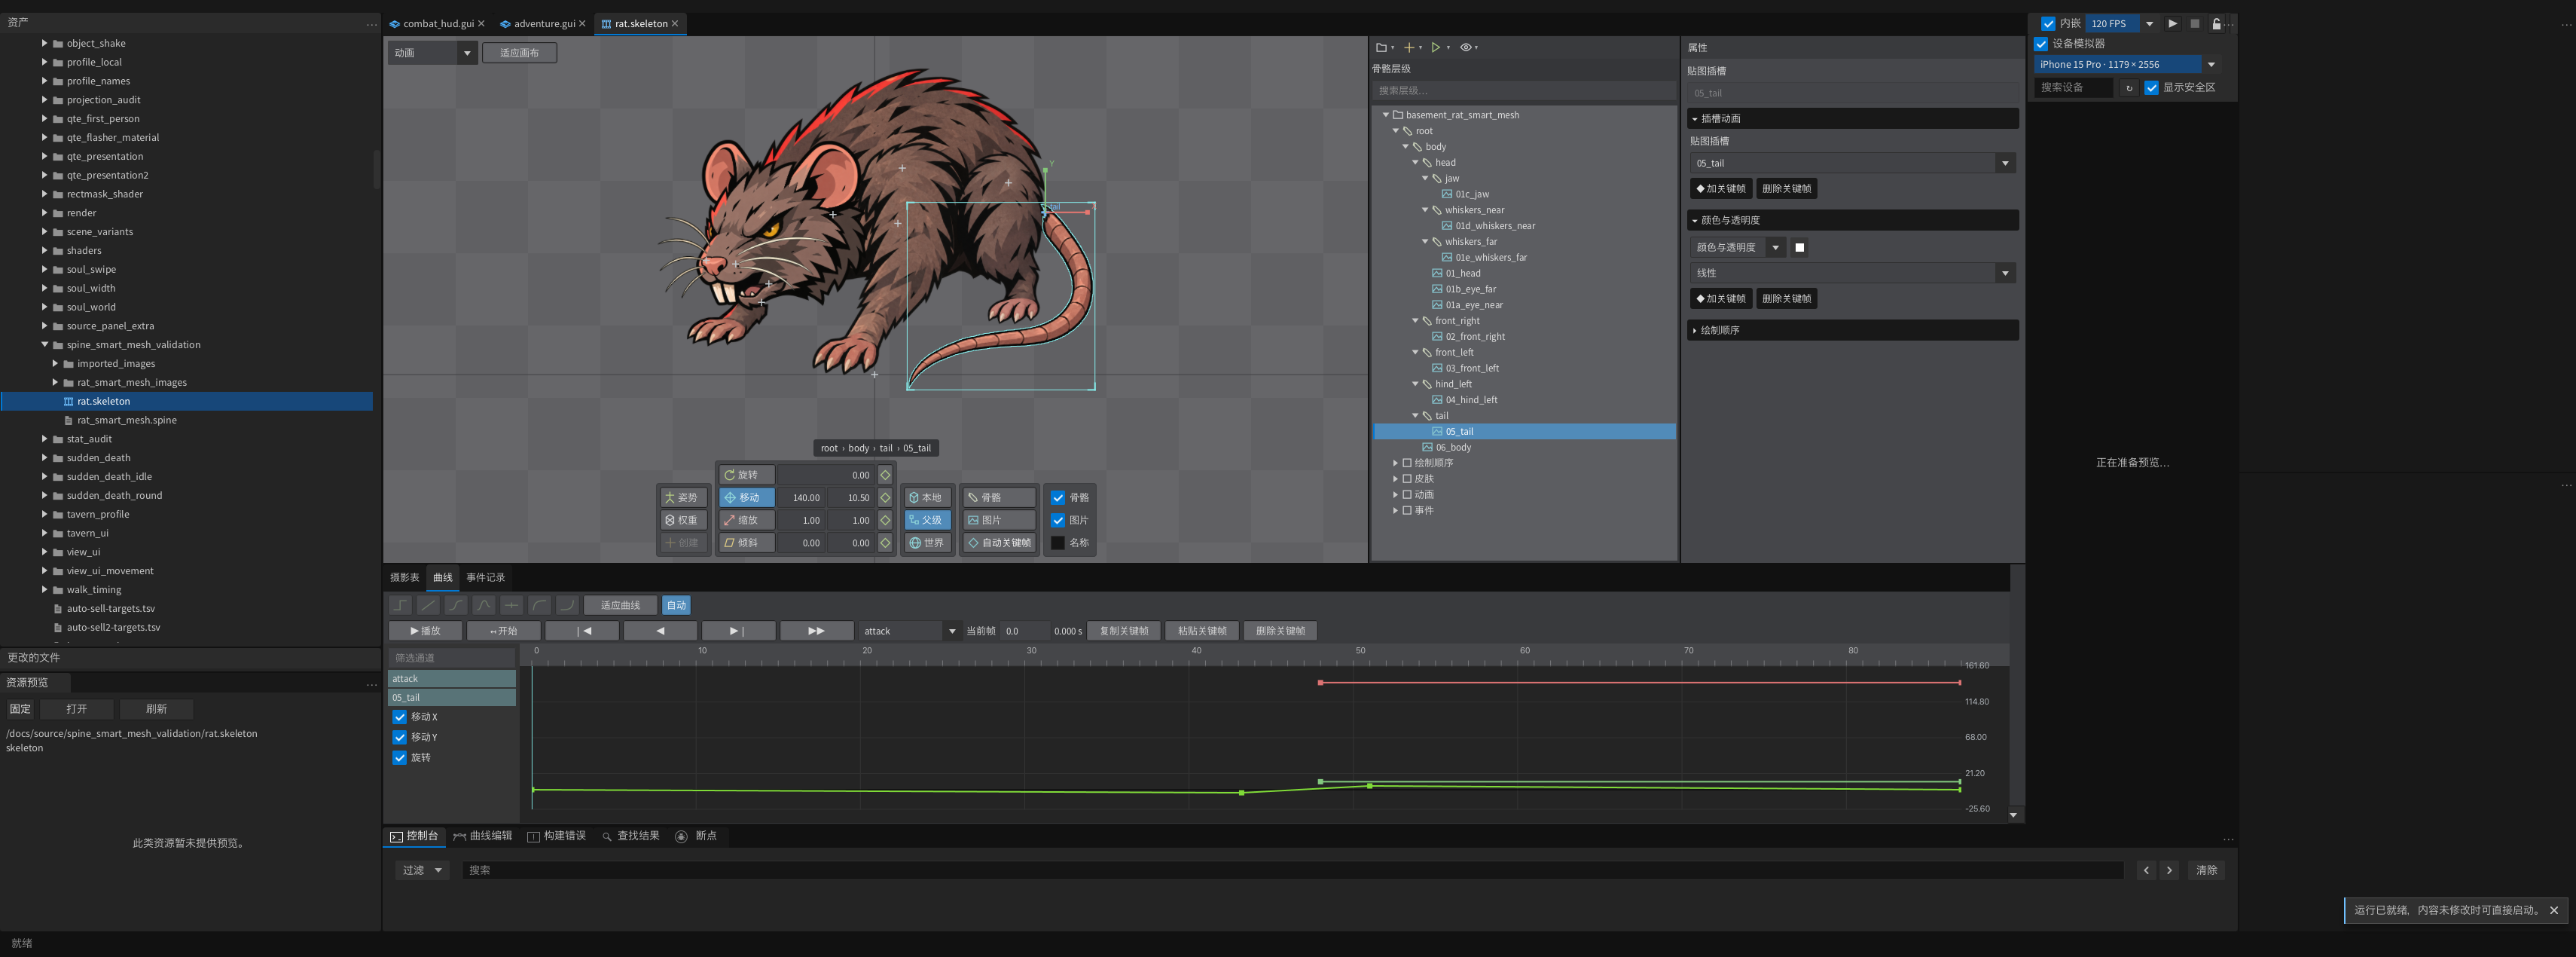 资产
object_shake
profile_local
profile_names
projection_audit
qte_first_person
qte_flasher_material
qte_presentation
qte_presentation2
rectmask_shader
render
scene_variants
shaders
soul_swipe
soul_width
soul_world
source_panel_extra
spine_smart_mesh_validation
imported_images
rat_smart_mesh_images
rat.skeleton
rat_smart_mesh.spine
stat_audit
sudden_death
sudden_death_idle
sudden_death_round
tavern_profile
tavern_ui
view_ui
view_ui_movement
walk_timing
auto-sell-targets.tsv
auto-sell2-targets.tsv
更改的文件
资源预览
固定 打开 刷新
/docs/source/spine_smart_mesh_validation/rat.skeleton
skeleton
此类资源暂未提供预览。
就绪
combat_hud.gui adventure.gui rat.skeleton
动画 适应画布
Y
tail
root › body › tail › 05_tail
姿势
权重
创建
旋转 0.00
移动 140.00 10.50
缩放 1.00 1.00
倾斜 0.00 0.00
本地
父级
世界
骨骼
图片
自动关键帧
骨骼
图片
名称
骨骼层级
搜索层级...
basement_rat_smart_mesh
root
body
head
jaw
01c_jaw
whiskers_near
01d_whiskers_near
whiskers_far
01e_whiskers_far
01_head
01b_eye_far
01a_eye_near
front_right
02_front_right
front_left
03_front_left
hind_left
04_hind_left
tail
05_tail
06_body
绘制顺序
皮肤
动画
事件
属性
贴图插槽
05_tail
插槽动画
贴图插槽
05_tail
◆加关键帧 删除关键帧
颜色与透明度
颜色与透明度
线性
◆加关键帧 删除关键帧
绘制顺序
内嵌 120 FPS
设备模拟器
iPhone 15 Pro · 1179 × 2556
搜索设备 显示安全区
正在准备预览...
摄影表 曲线 事件记录
适应曲线 自动
播放 开始 attack 当前帧 0.0 0.000 s 复制关键帧 粘贴关键帧 删除关键帧
筛选通道
attack
05_tail
移动X
移动Y
旋转
0 10 20 30 40 50 60 70 80
161.60
114.80
68.00
21.20
-25.60
控制台 曲线编辑 构建错误 查找结果 断点
过滤 搜索 清除
运行已就绪，内容未修改时可直接启动。